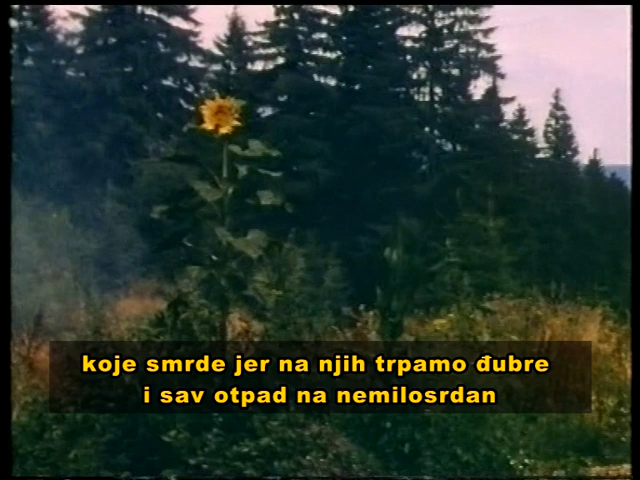 koje smrde jer na njih trpamo đubre
i sav otpad na nemilosrdan